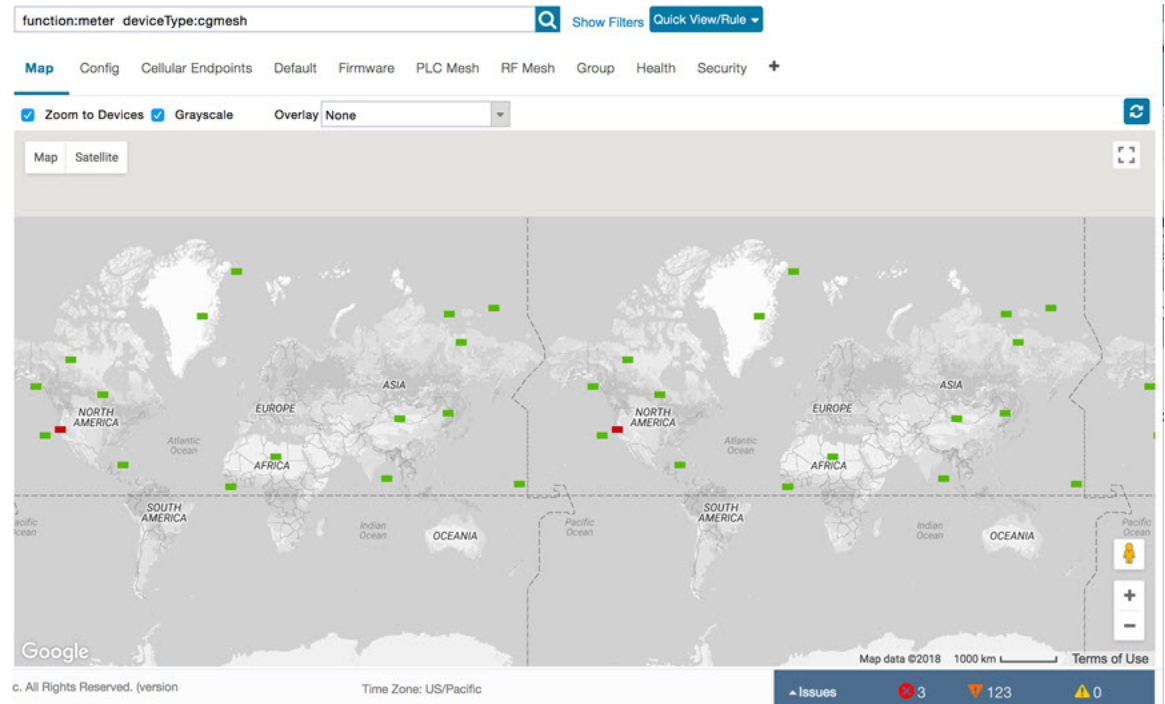 function:meter deviceType:cgmesh
Show Filters
Quick View/Rule
Map Config Cellular Endpoints Default Firmware PLC Mesh RF Mesh Group Health Security +
Zoom to Devices Grayscale Overlay None
Map Satellite
ASIA ASIA
NORTH AMERICA EUROPE NORTH AMERICA EUROPE
Atlantic Ocean Atlantic Ocean
AFRICA AFRICA
SOUTH AMERICA SOUTH AMERICA
acific cean Indian Ocean OCEANIA Pacific Ocean Indian Ocean OCEANIA Pacific Ocean
+
−
Google
Map data ©2018 1000 km Terms of Use
c. All Rights Reserved. (version Time Zone: US/Pacific Issues 3 123 0